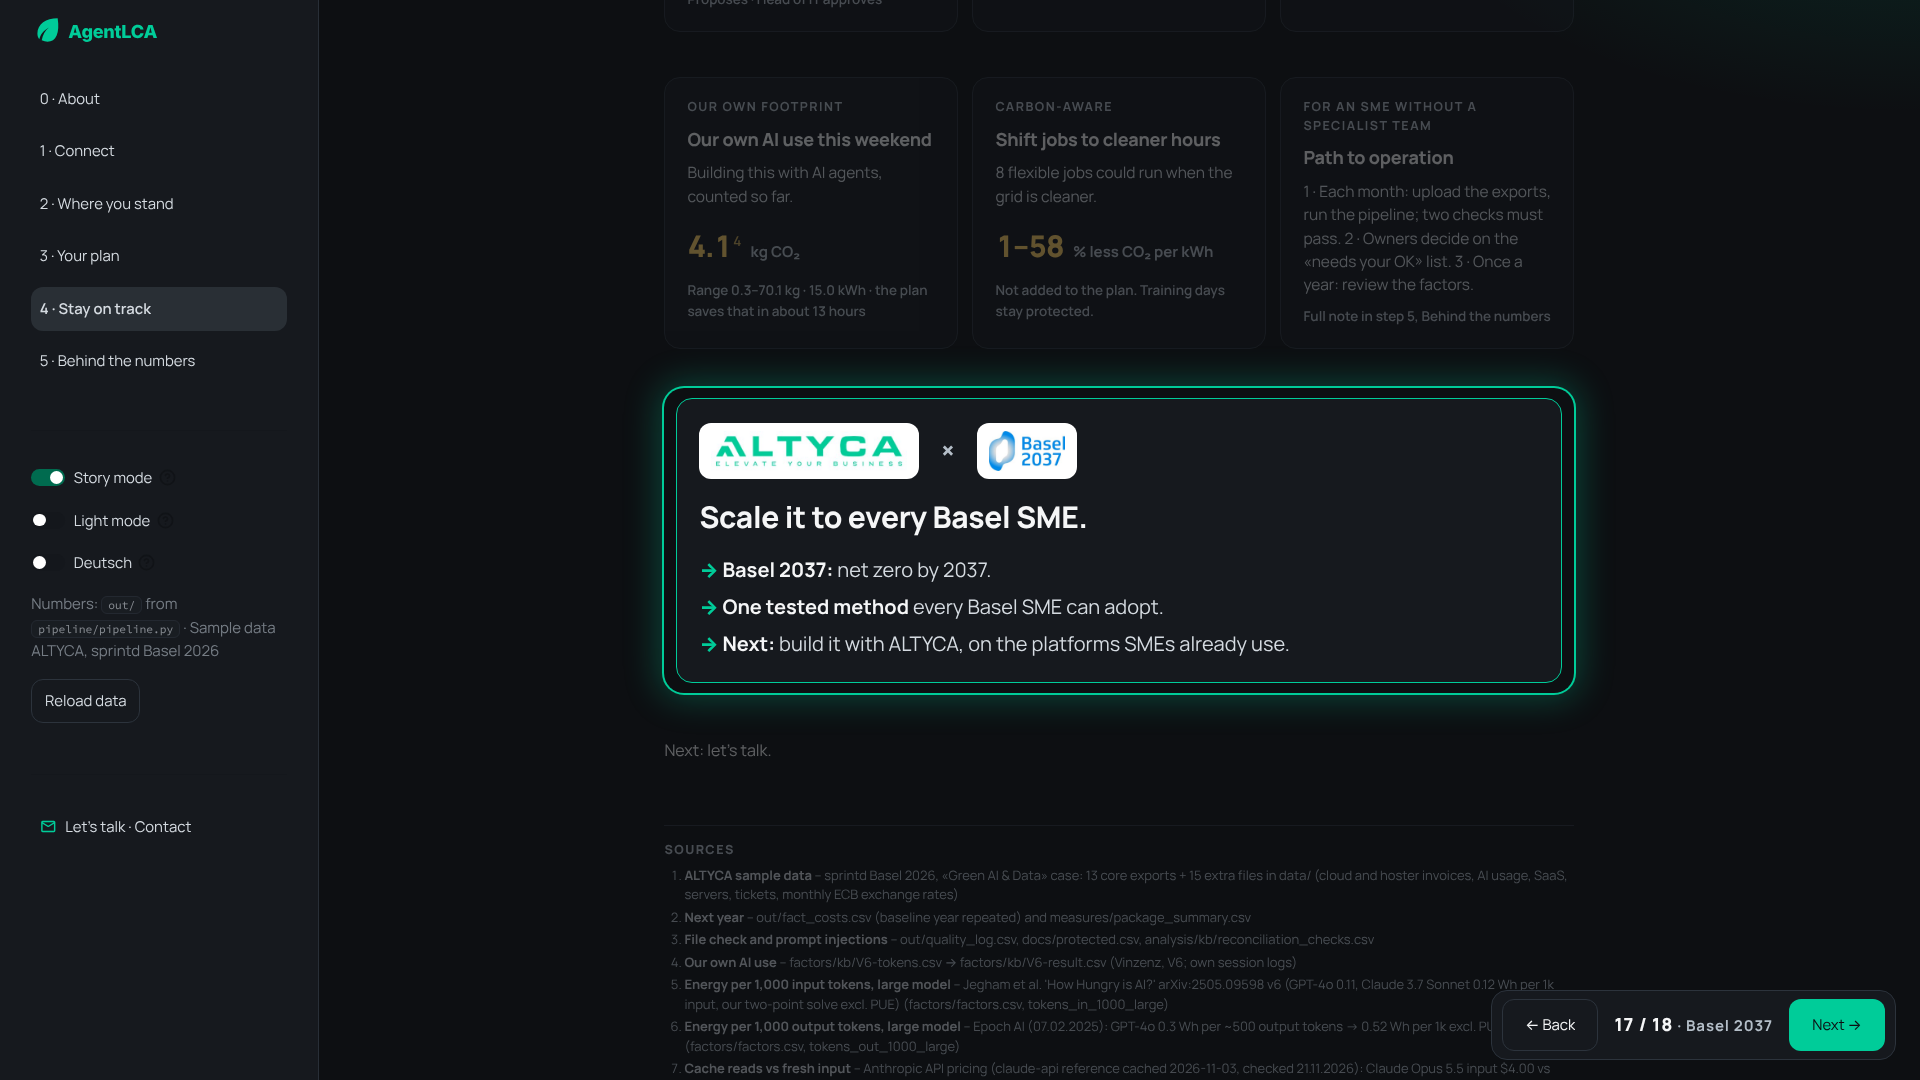 AgentLCA
0 · About
1 · Connect
2 · Where you stand
3 · Your plan
4 · Stay on track
5 · Behind the numbers
Story mode
Light mode
Deutsch
Numbers: out/ from
pipeline/pipeline.py · Sample data
ALTYCA, sprintd Basel 2026
Reload data
Let's talk · Contact
OUR OWN FOOTPRINT
Our own AI use this weekend
Building this with AI agents,
counted so far.
4.1 4 kg CO₂
Range 0.3–70.1 kg · 15.0 kWh · the plan
saves that in about 13 hours
CARBON-AWARE
Shift jobs to cleaner hours
8 flexible jobs could run when the
grid is cleaner.
1–58 % less CO₂ per kWh
Not added to the plan. Training days
stay protected.
FOR AN SME WITHOUT A
SPECIALIST TEAM
Path to operation
1 · Each month: upload the exports,
run the pipeline; two checks must
pass. 2 · Owners decide on the
«needs your OK» list. 3 · Once a
year: review the factors.
Full note in step 5, Behind the numbers
ALTYCA
ELEVATE YOUR BUSINESS
×
Basel
2037
Scale it to every Basel SME.
→ Basel 2037: net zero by 2037.
→ One tested method every Basel SME can adopt.
→ Next: build it with ALTYCA, on the platforms SMEs already use.
Next: let's talk.
SOURCES
1. ALTYCA sample data – sprintd Basel 2026, «Green AI & Data» case: 13 core exports + 15 extra files in data/ (cloud and hoster invoices, AI usage, SaaS,
servers, tickets, monthly ECB exchange rates)
2. Next year – out/fact_costs.csv (baseline year repeated) and measures/package_summary.csv
3. File check and prompt injections – out/quality_log.csv, docs/protected.csv, analysis/kb/reconciliation_checks.csv
4. Our own AI use – factors/kb/V6-tokens.csv → factors/kb/V6-result.csv (Vinzenz, V6; own session logs)
5. Energy per 1,000 input tokens, large model – Jegham et al. 'How Hungry is AI?' arXiv:2505.09598 v6 (GPT-4o 0.11, Claude 3.7 Sonnet 0.12 Wh per 1k
input, our two-point solve excl. PUE) (factors/factors.csv, tokens_in_1000_large)
6. Energy per 1,000 output tokens, large model – Epoch AI (07.02.2025): GPT-4o 0.3 Wh per ~500 output tokens → 0.52 Wh per 1k excl.
(factors/factors.csv, tokens_out_1000_large)
7. Cache reads vs fresh input – Anthropic API pricing (claude-api reference cached 2026-11-03, checked 21.11.2026): Claude Opus 5.5 input $4.00 vs
← Back
17 / 18 · Basel 2037
Next →